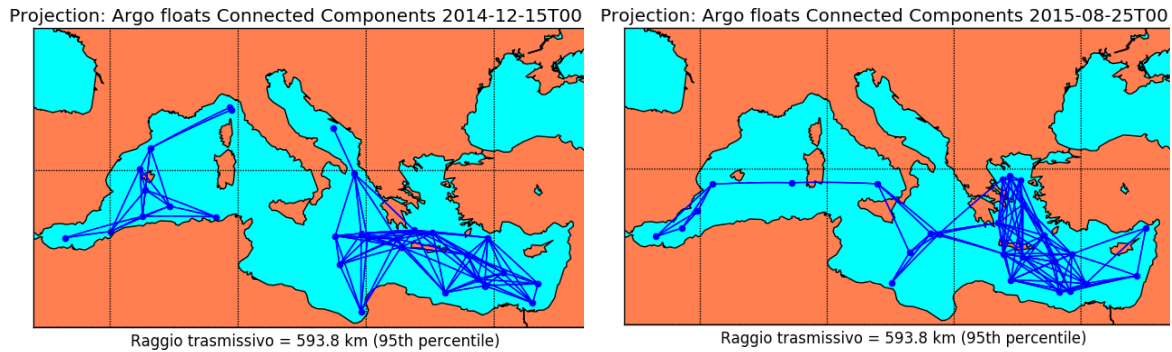 Projection: Argo floats Connected Components 2014-12-15T00
Raggio trasmissivo = 593.8 km (95th percentile)
Projection: Argo floats Connected Components 2015-08-25T00
Raggio trasmissivo = 593.8 km (95th percentile)